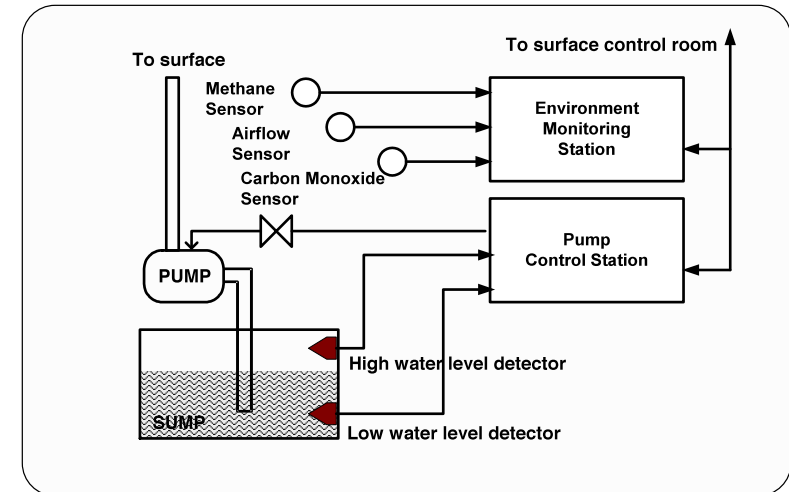 To surface control room
To surface
Methane
Sensor
Airflow
Sensor
Carbon Monoxide
Sensor
Environment
Monitoring
Station
Pump
Control Station
PUMP
High water level detector
SUMP
Low water level detector